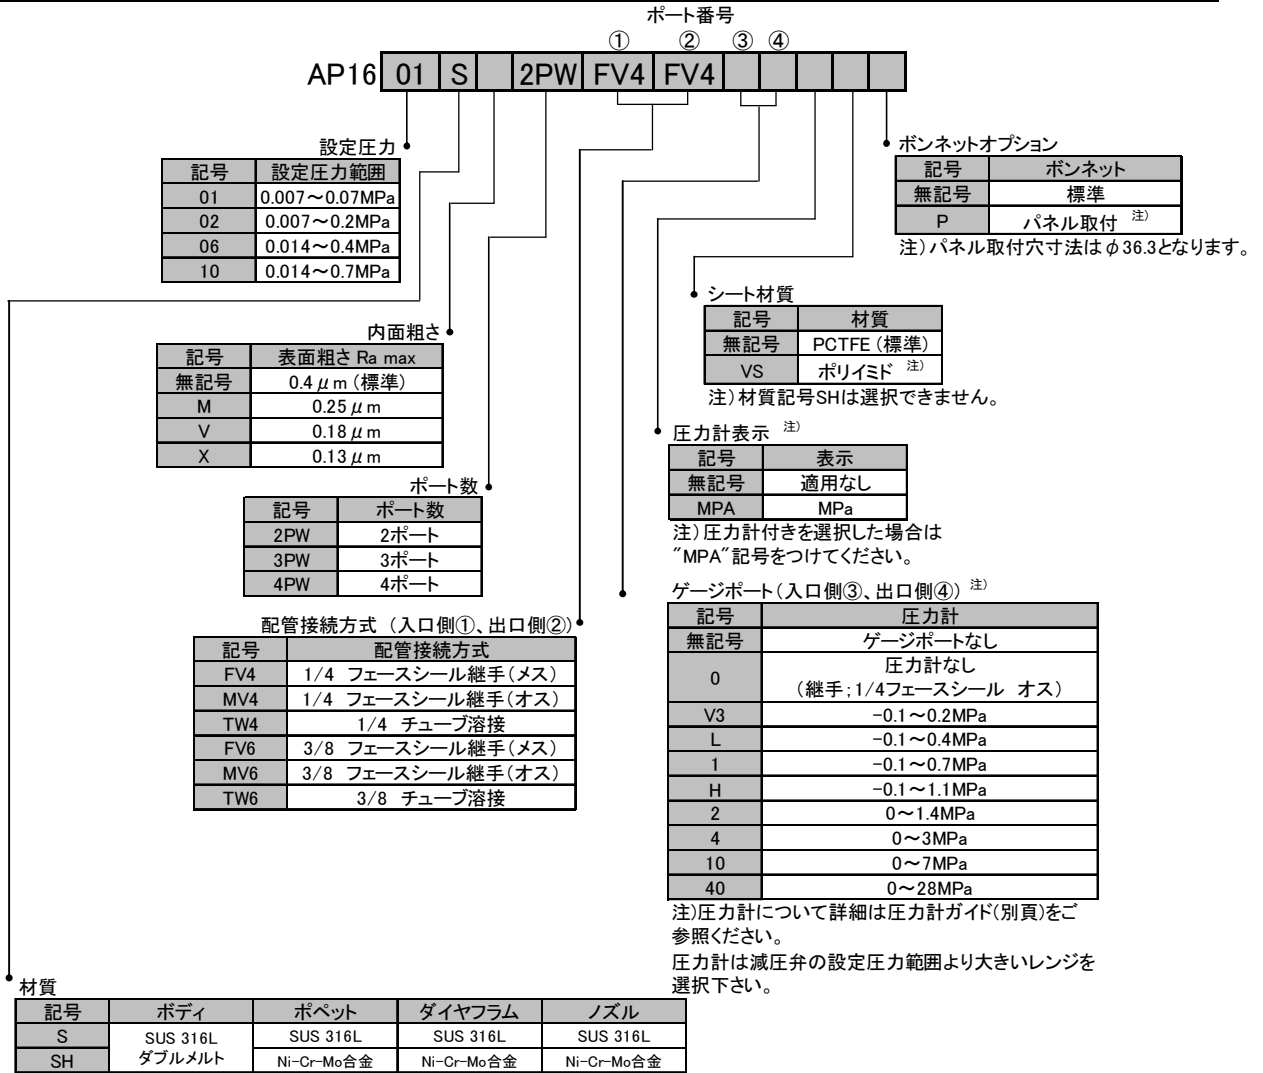 ポート番号
① ② ③ ④
AP16 01 S 2PW FV4 FV4
設定圧力
記号 設定圧力範囲
01 0.007～0.07MPa
02 0.007～0.2MPa
06 0.014～0.4MPa
10 0.014～0.7MPa
ボンネットオプション
記号 ボンネット
無記号 標準
P パネル取付 注)
注)パネル取付穴寸法はφ36.3となります。
シート材質
記号 材質
無記号 PCTFE(標準)
VS ポリイミド 注)
注)材質記号SHは選択できません。
内面粗さ
記号 表面粗さ Ra max
無記号 0.4μm(標準)
M 0.25μm
V 0.18μm
X 0.13μm
圧力計表示 注)
記号 表示
無記号 適用なし
MPA MPa
注)圧力計付きを選択した場合は
"MPA"記号をつけてください。
ポート数
記号 ポート数
2PW 2ポート
3PW 3ポート
4PW 4ポート
ゲージポート(入口側③、出口側④) 注)
記号 圧力計
無記号 ゲージポートなし
0 圧力計なし
(継手;1/4フェースシール オス)
V3 -0.1～0.2MPa
L -0.1～0.4MPa
1 -0.1～0.7MPa
H -0.1～1.1MPa
2 0～1.4MPa
4 0～3MPa
10 0～7MPa
40 0～28MPa
注)圧力計について詳細は圧力計ガイド(別頁)をご
参照ください。
圧力計は減圧弁の設定圧力範囲より大きいレンジを
選択下さい。
配管接続方式 (入口側①、出口側②)
記号 配管接続方式
FV4 1/4 フェースシール継手(メス)
MV4 1/4 フェースシール継手(オス)
TW4 1/4 チューブ溶接
FV6 3/8 フェースシール継手(メス)
MV6 3/8 フェースシール継手(オス)
TW6 3/8 チューブ溶接
材質
記号 ボディ ポペット ダイヤフラム ノズル
S SUS 316L ダブルメルト SUS 316L SUS 316L SUS 316L
SH Ni-Cr-Mo合金 Ni-Cr-Mo合金 Ni-Cr-Mo合金